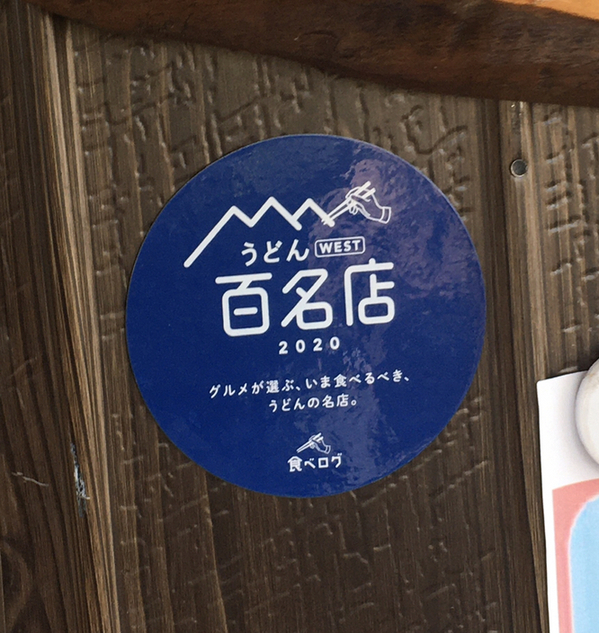 うどん WEST
百名店
2020
グルメが選ぶ、いま食べるべき、
うどんの名店。
食べログ